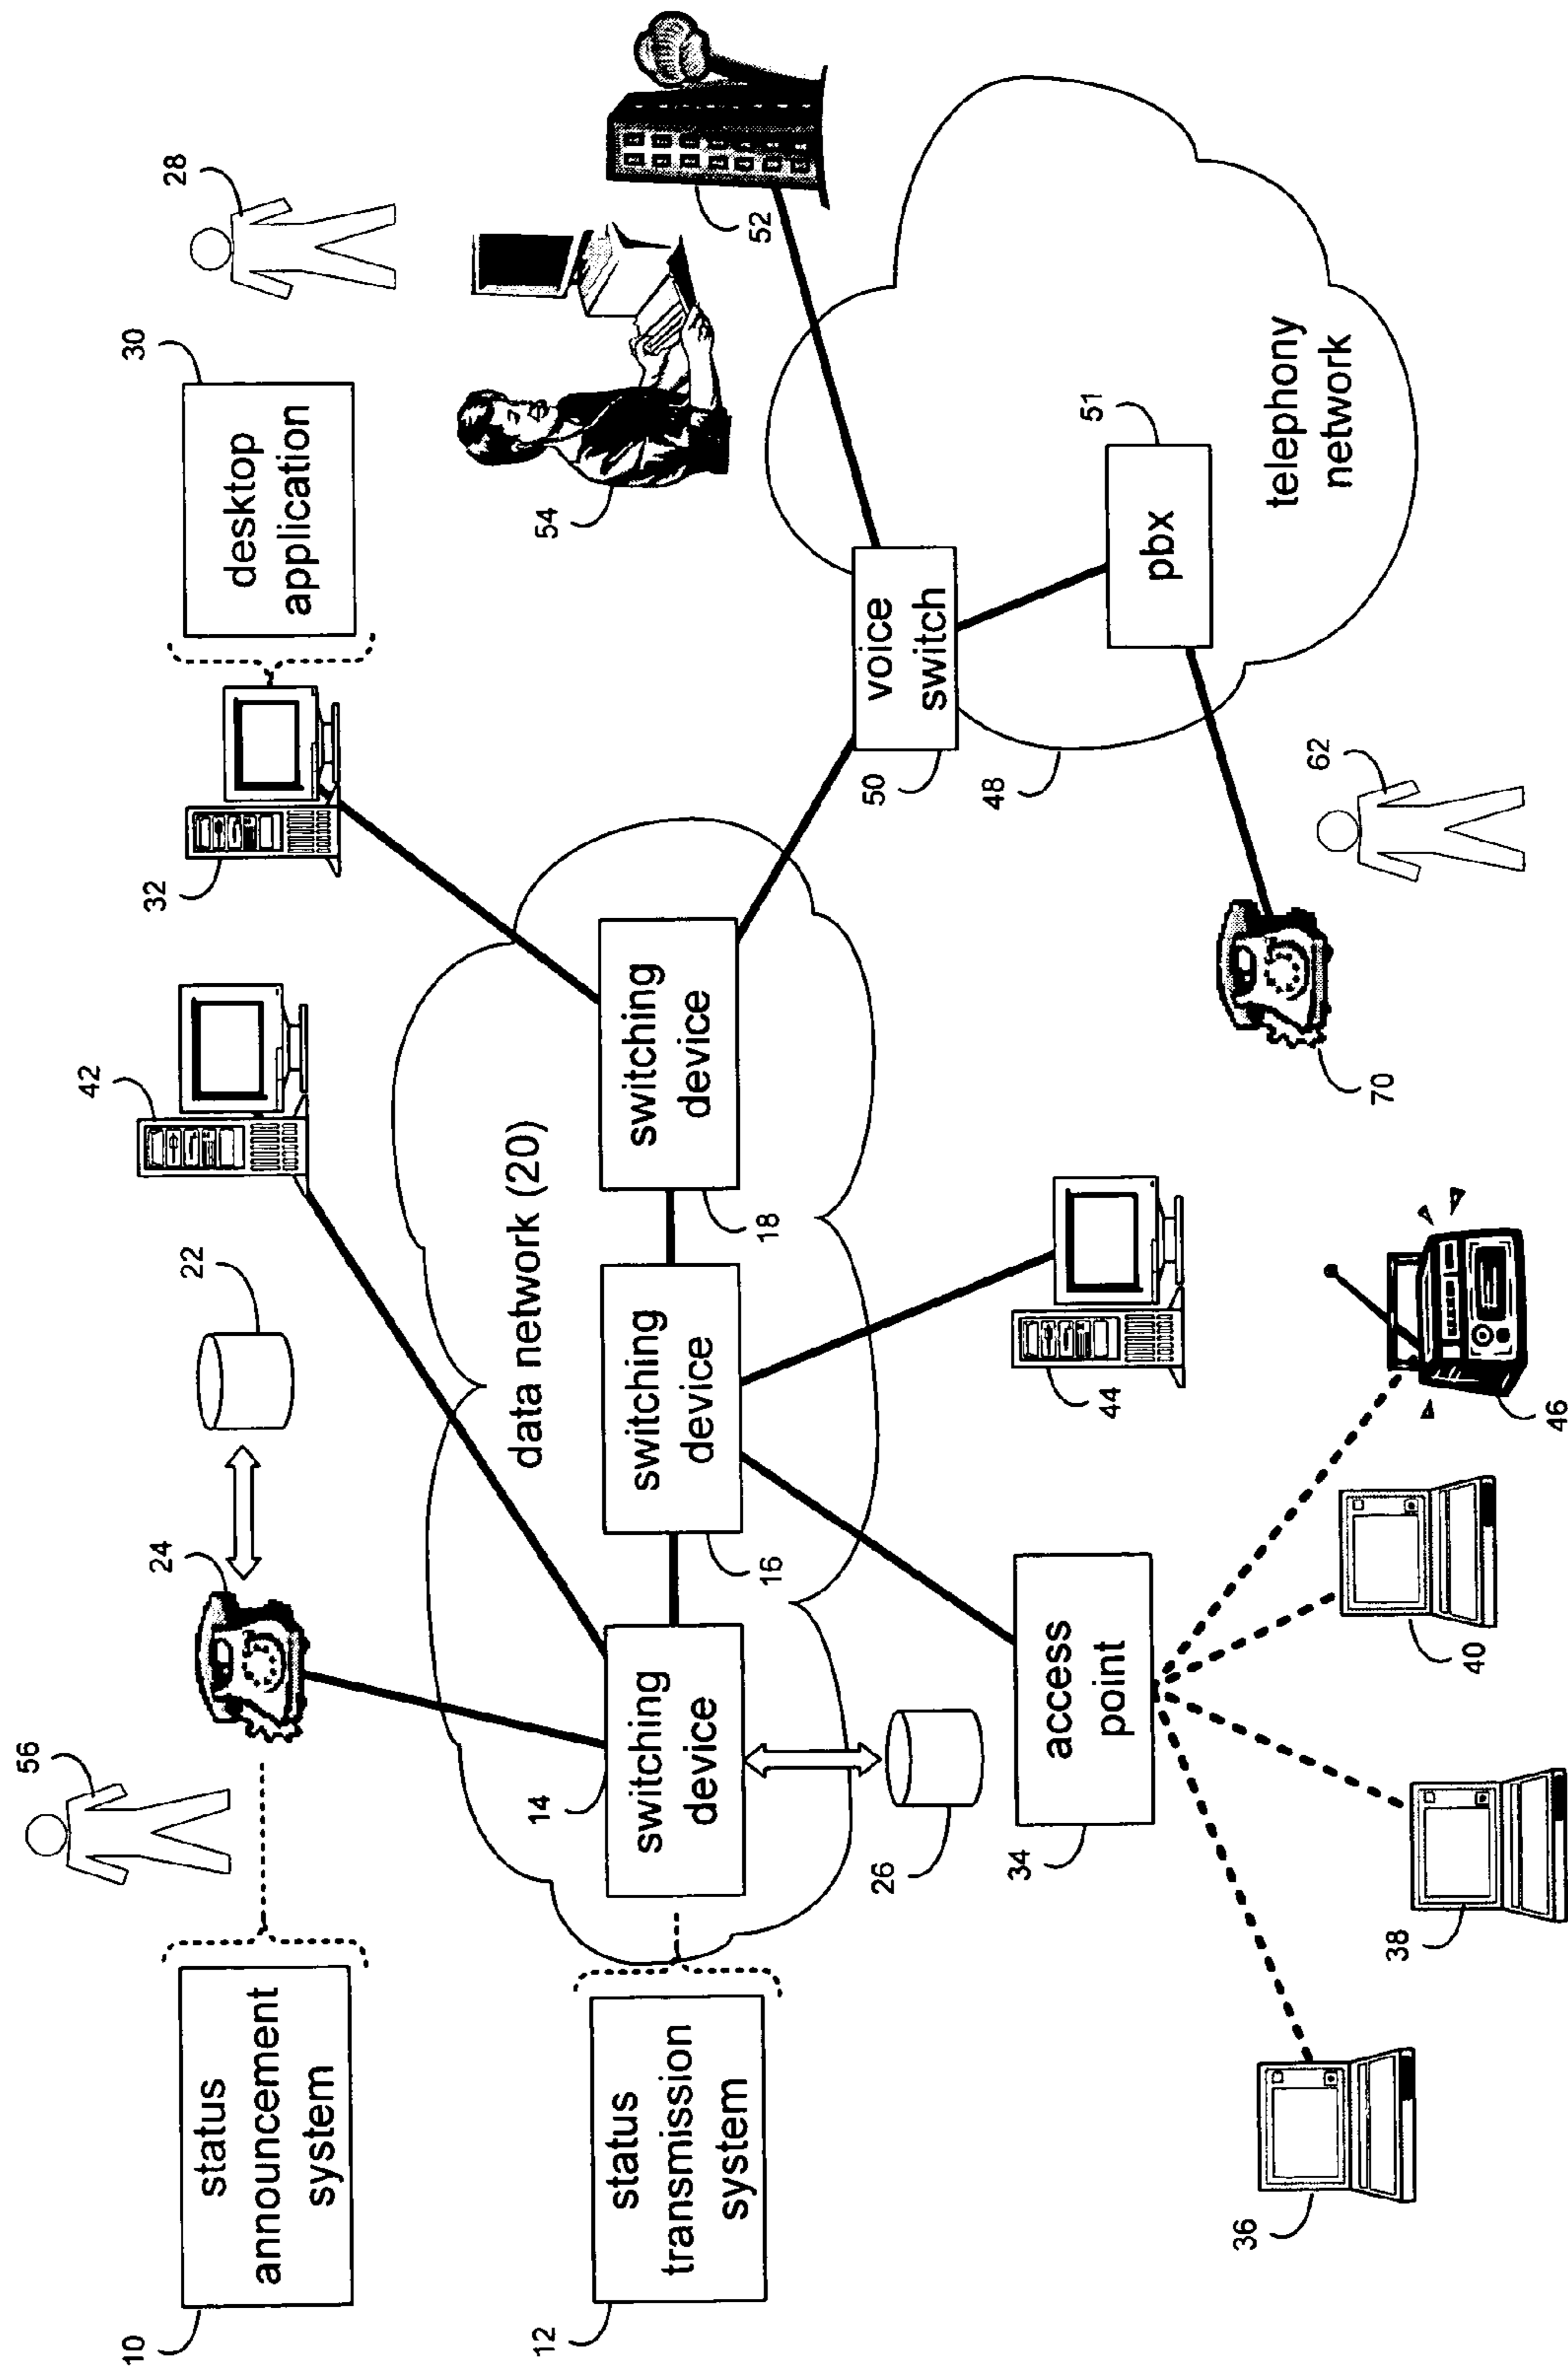 10
status
announcement
system
56
24
22
42
32
30
desktop
application
28
12
status
transmission
system
data network (20)
14
switching
device
16
switching
device
18
switching
device
26
54
52
voice
switch
50
48
pbx
51
telephony
network
34
access
point
44
70
62
36
38
40
46